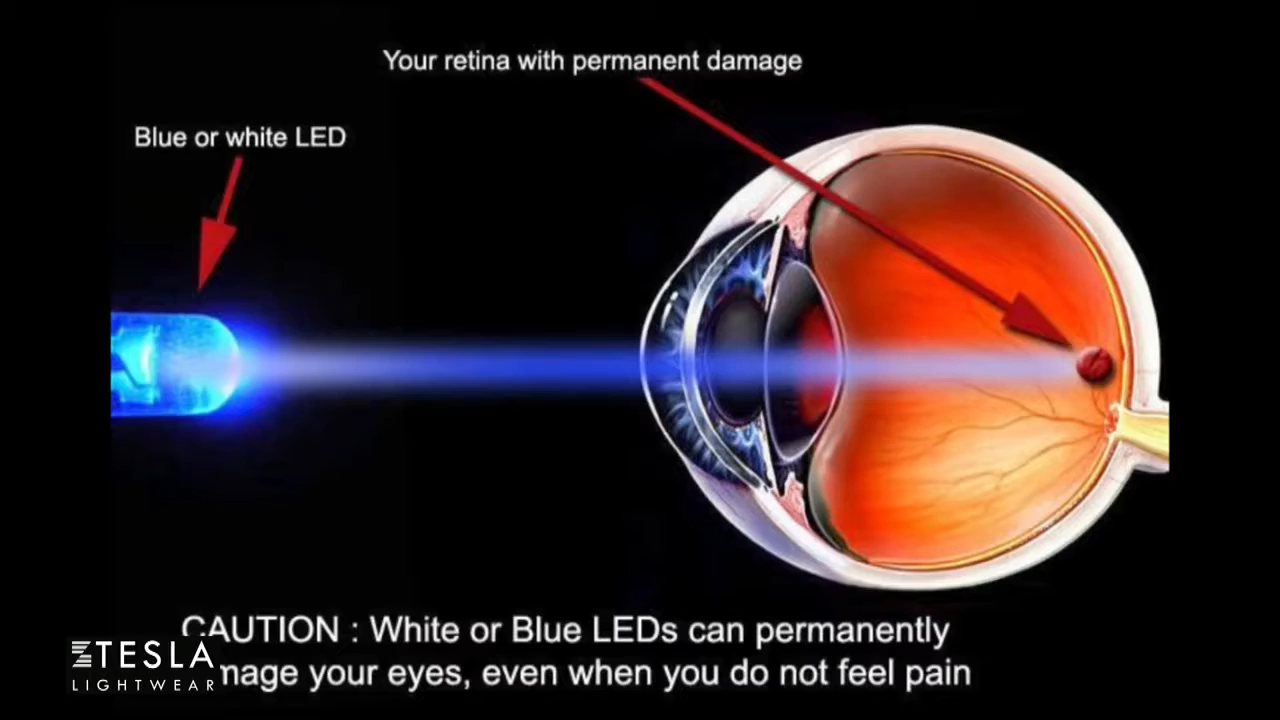 Your retina with permanent damage
Blue or white LED
CAUTION : White or Blue LEDs can permanently
mage your eyes, even when you do not feel pain
TESLA
LIGHTWEAR